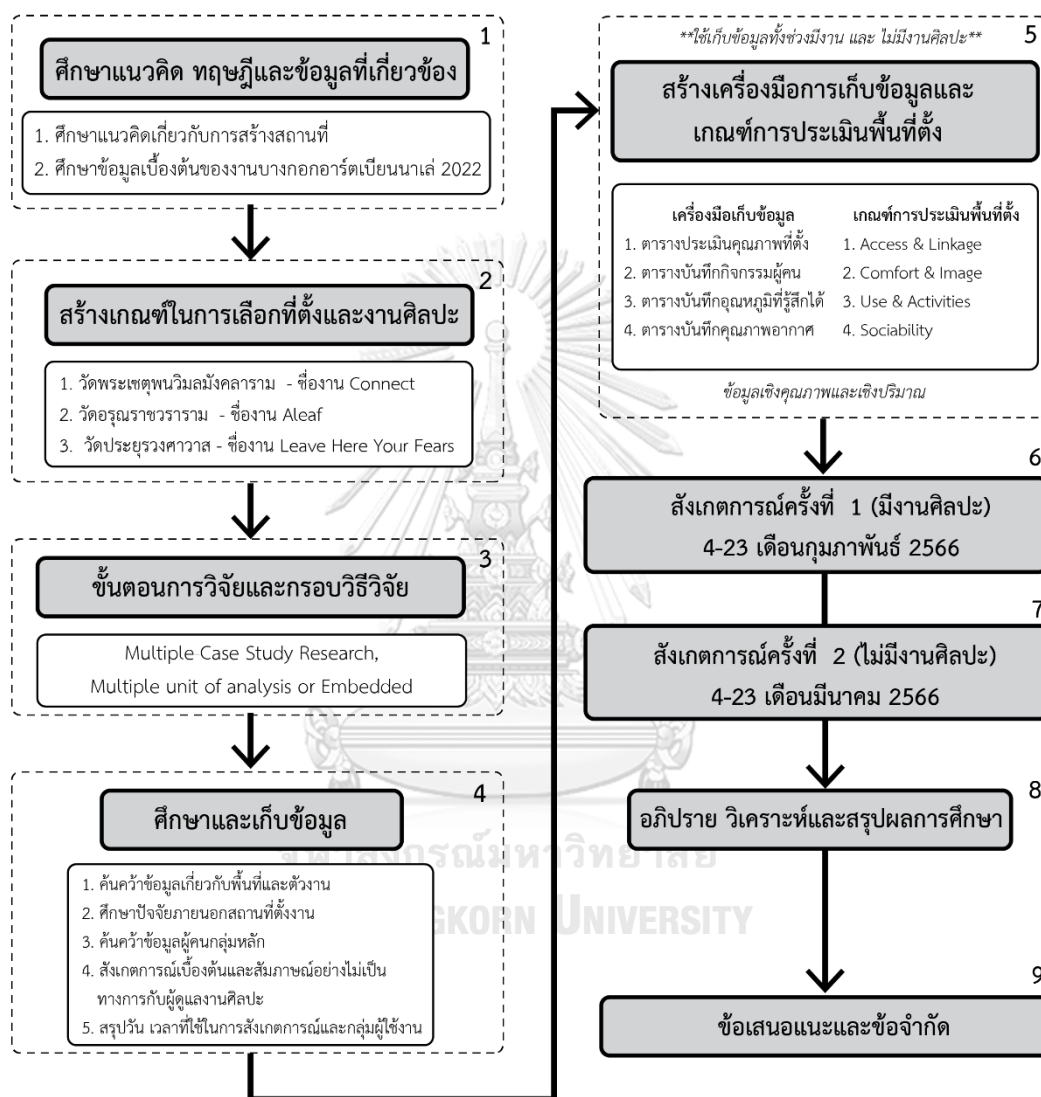 1
ศึกษาแนวคิด ทฤษฎีและข้อมูลที่เกี่ยวข้อง
1. ศึกษาแนวคิดเกี่ยวกับการสร้างสถานที่
2. ศึกษาข้อมูลเบื้องต้นของงานบางกอกอาร์ตเบียนนาเล่ 2022
2
สร้างเกณฑ์ในการเลือกที่ตั้งและงานศิลปะ
1. วัดพระเชตุพนวิมลมังคลาราม - ชื่องาน Connect
2. วัดอรุณราชวราราม - ชื่องาน Aleaf
3. วัดประยุรวงศาวาส - ชื่องาน Leave Here Your Fears
3
ขั้นตอนการวิจัยและกรอบวิธีวิจัย
Multiple Case Study Research,
Multiple unit of analysis or Embedded
4
ศึกษาและเก็บข้อมูล
1. ค้นคว้าข้อมูลเกี่ยวกับพื้นที่และตัวงาน
2. ศึกษาปัจจัยภายนอกสถานที่ตั้งงาน
3. ค้นคว้าข้อมูลผู้คนกลุ่มหลัก
4. สังเกตการณ์เบื้องต้นและสัมภาษณ์อย่างไม่เป็น
ทางการกับผู้ดูแลงานศิลปะ
5. สรุปวัน เวลาที่ใช้ในการสังเกตการณ์และกลุ่มผู้ใช้งาน
5
**ใช้เก็บข้อมูลทั้งช่วงมีงาน และ ไม่มีงานศิลปะ**
สร้างเครื่องมือการเก็บข้อมูลและ
เกณฑ์การประเมินพื้นที่ตั้ง
เครื่องมือเก็บข้อมูล
1. ตารางประเมินคุณภาพที่ตั้ง
2. ตารางบันทึกกิจกรรมผู้คน
3. ตารางบันทึกอุณหภูมิที่รู้สึกได้
4. ตารางบันทึกคุณภาพอากาศ
เกณฑ์การประเมินพื้นที่ตั้ง
1. Access & Linkage
2. Comfort & Image
3. Use & Activities
4. Sociability
ข้อมูลเชิงคุณภาพและเชิงปริมาณ
6
สังเกตการณ์ครั้งที่ 1 (มีงานศิลปะ)
4-23 เดือนกุมภาพันธ์ 2566
7
สังเกตการณ์ครั้งที่ 2 (ไม่มีงานศิลปะ)
4-23 เดือนมีนาคม 2566
8
อภิปราย วิเคราะห์และสรุปผลการศึกษา
9
ข้อเสนอแนะและข้อจำกัด